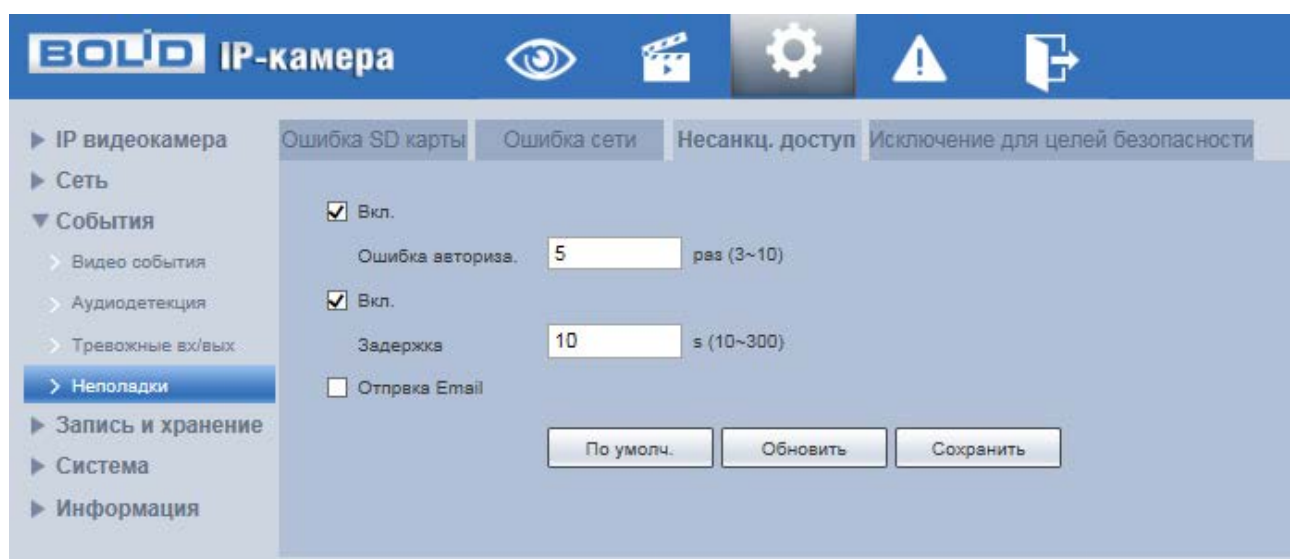 BOLID IP-камера
Ошибка SD карты Ошибка сети Несанкц. доступ Исключение для целей безопасности
IP видеокамера
Сеть
События
Видео события
Аудиодетекция
Тревожные вх/вых
Неполадки
Запись и хранение
Система
Информация
Вкл.
Ошибка авториза. 5 раз (3~10)
Вкл.
Задержка 10 s (10~300)
Отпрвка Email
По умолч. Обновить Сохранить